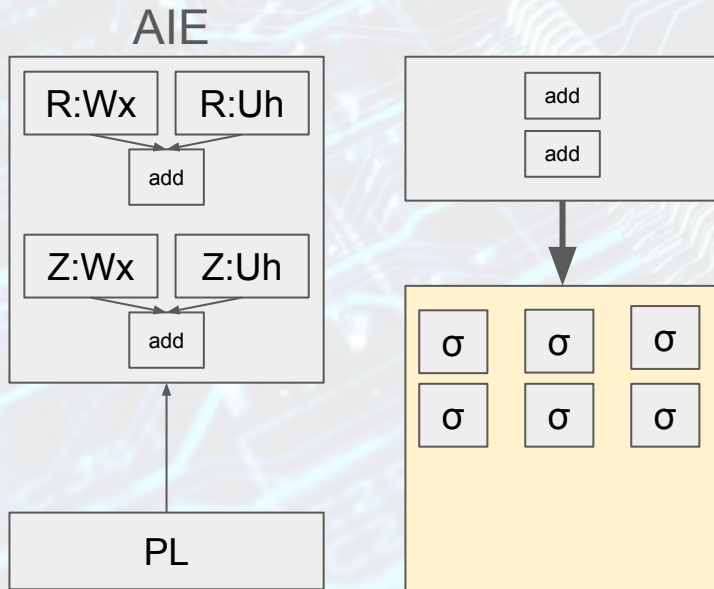 AIE
R:Wx R:Uh
add
Z:Wx Z:Uh
add
PL
add
add
σ σ σ
σ σ σ